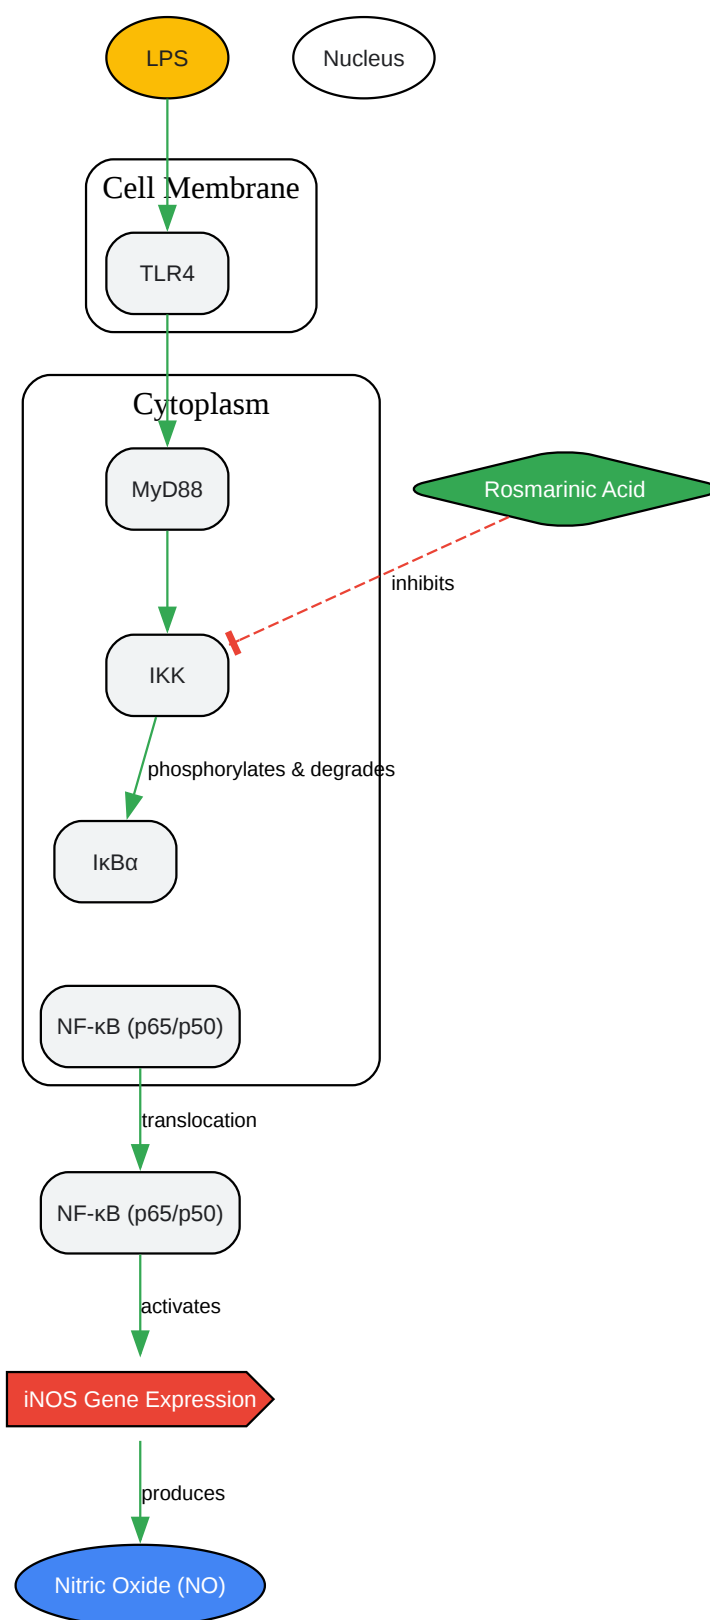 LPS
Nucleus
Cell Membrane
TLR4
Cytoplasm
MyD88
Rosmarinic Acid
inhibits
IKK
phosphorylates & degrades
IκBα
NF-κB (p65/p50)
translocation
NF-κB (p65/p50)
activates
iNOS Gene Expression
produces
Nitric Oxide (NO)